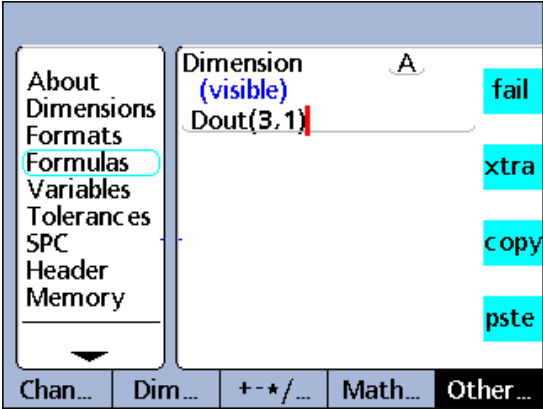 About
Dimensions
Formats
Formulas
Variables
Tolerances
SPC
Header
Memory
Dimension A
(visible)
Dout(3,1)
fail
xtra
copy
pste
Chan...
Dim...
+-*/...
Math...
Other...